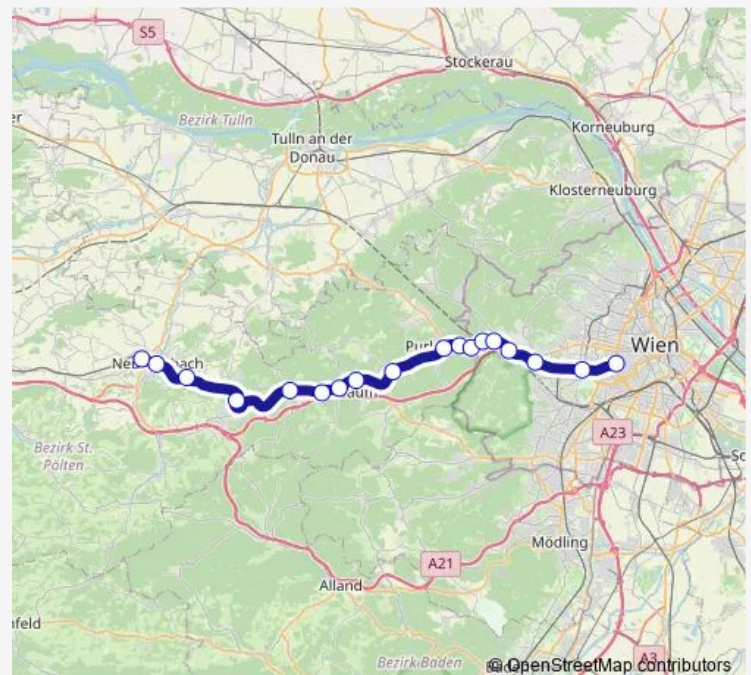 S5
Stockerau
Bezirk Tulln
Tulln an der
Donau
Korneuburg
Klosterneuburg
Wien
A23
Bezirk St.
Pölten
Mödling
A21
Alland
nfeld
Bezirk Baden
A3
© OpenStreetMap contributors